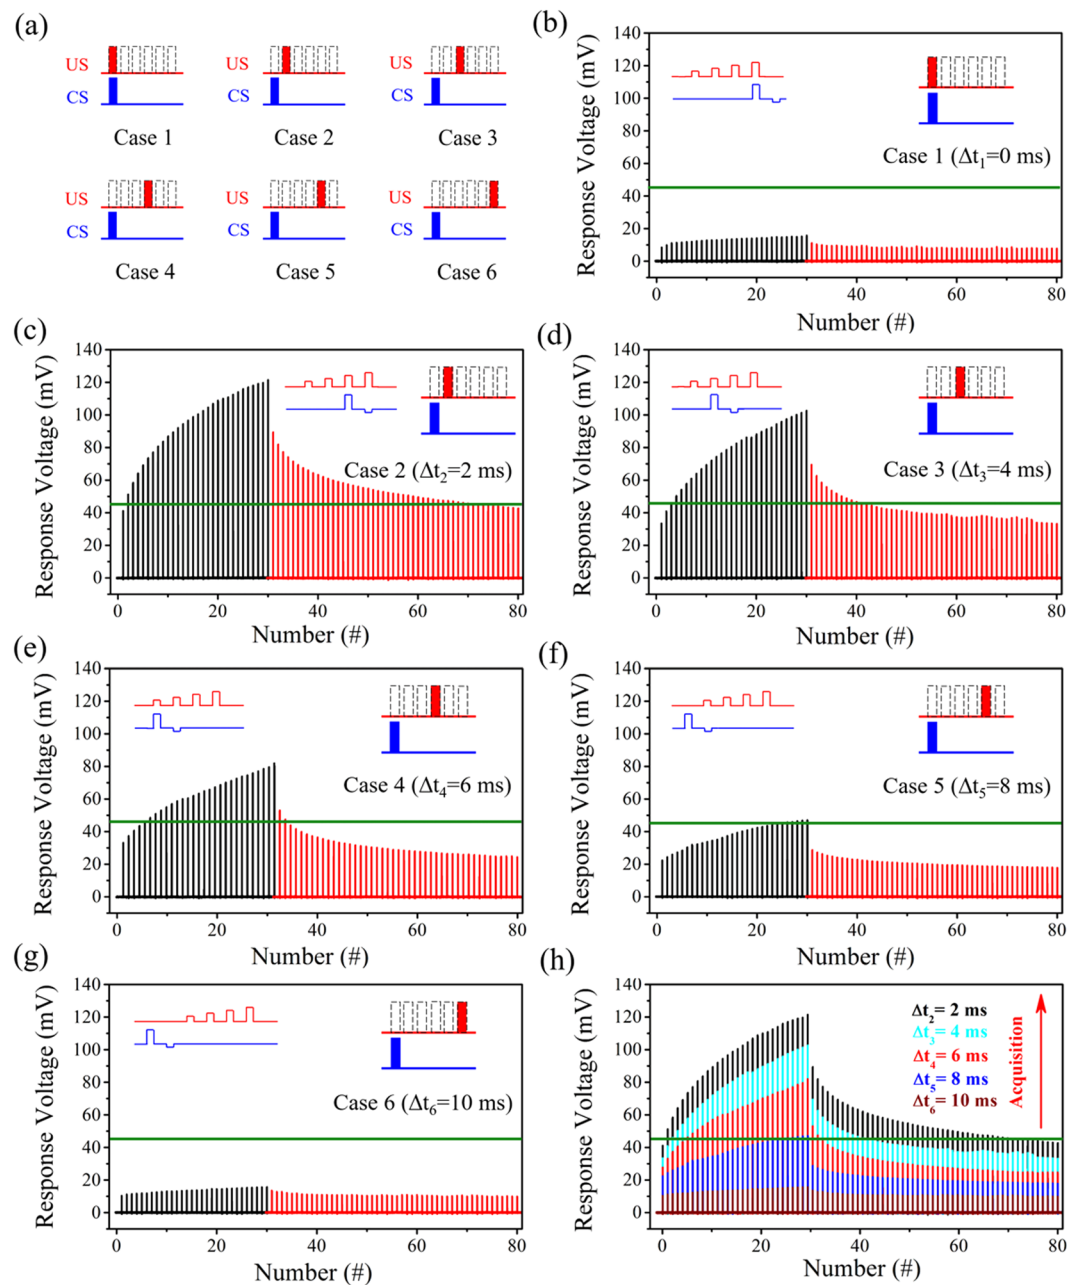 (a)
US
CS
Case 1
US
CS
Case 2
US
CS
Case 3
US
CS
Case 4
US
CS
Case 5
US
CS
Case 6
(b)
Response Voltage (mV)
140
120
100
80
60
40
20
0
Case 1 (Δt₁=0 ms)
0 20 40 60 80
Number (#)
(c)
Response Voltage (mV)
140
120
100
80
60
40
20
0
Case 2 (Δt₂=2 ms)
0 20 40 60 80
Number (#)
(d)
Response Voltage (mV)
140
120
100
80
60
40
20
0
Case 3 (Δt₃=4 ms)
0 20 40 60 80
Number (#)
(e)
Response Voltage (mV)
140
120
100
80
60
40
20
0
Case 4 (Δt₄=6 ms)
0 20 40 60 80
Number (#)
(f)
Response Voltage (mV)
140
120
100
80
60
40
20
0
Case 5 (Δt₅=8 ms)
0 20 40 60 80
Number (#)
(g)
Response Voltage (mV)
140
120
100
80
60
40
20
0
Case 6 (Δt₆=10 ms)
0 20 40 60 80
Number (#)
(h)
Response Voltage (mV)
140
120
100
80
60
40
20
0
Δt₂= 2 ms
Δt₃= 4 ms
Δt₄= 6 ms
Δt₅= 8 ms
Δt₆= 10 ms
Acquisition
0 20 40 60 80
Number (#)